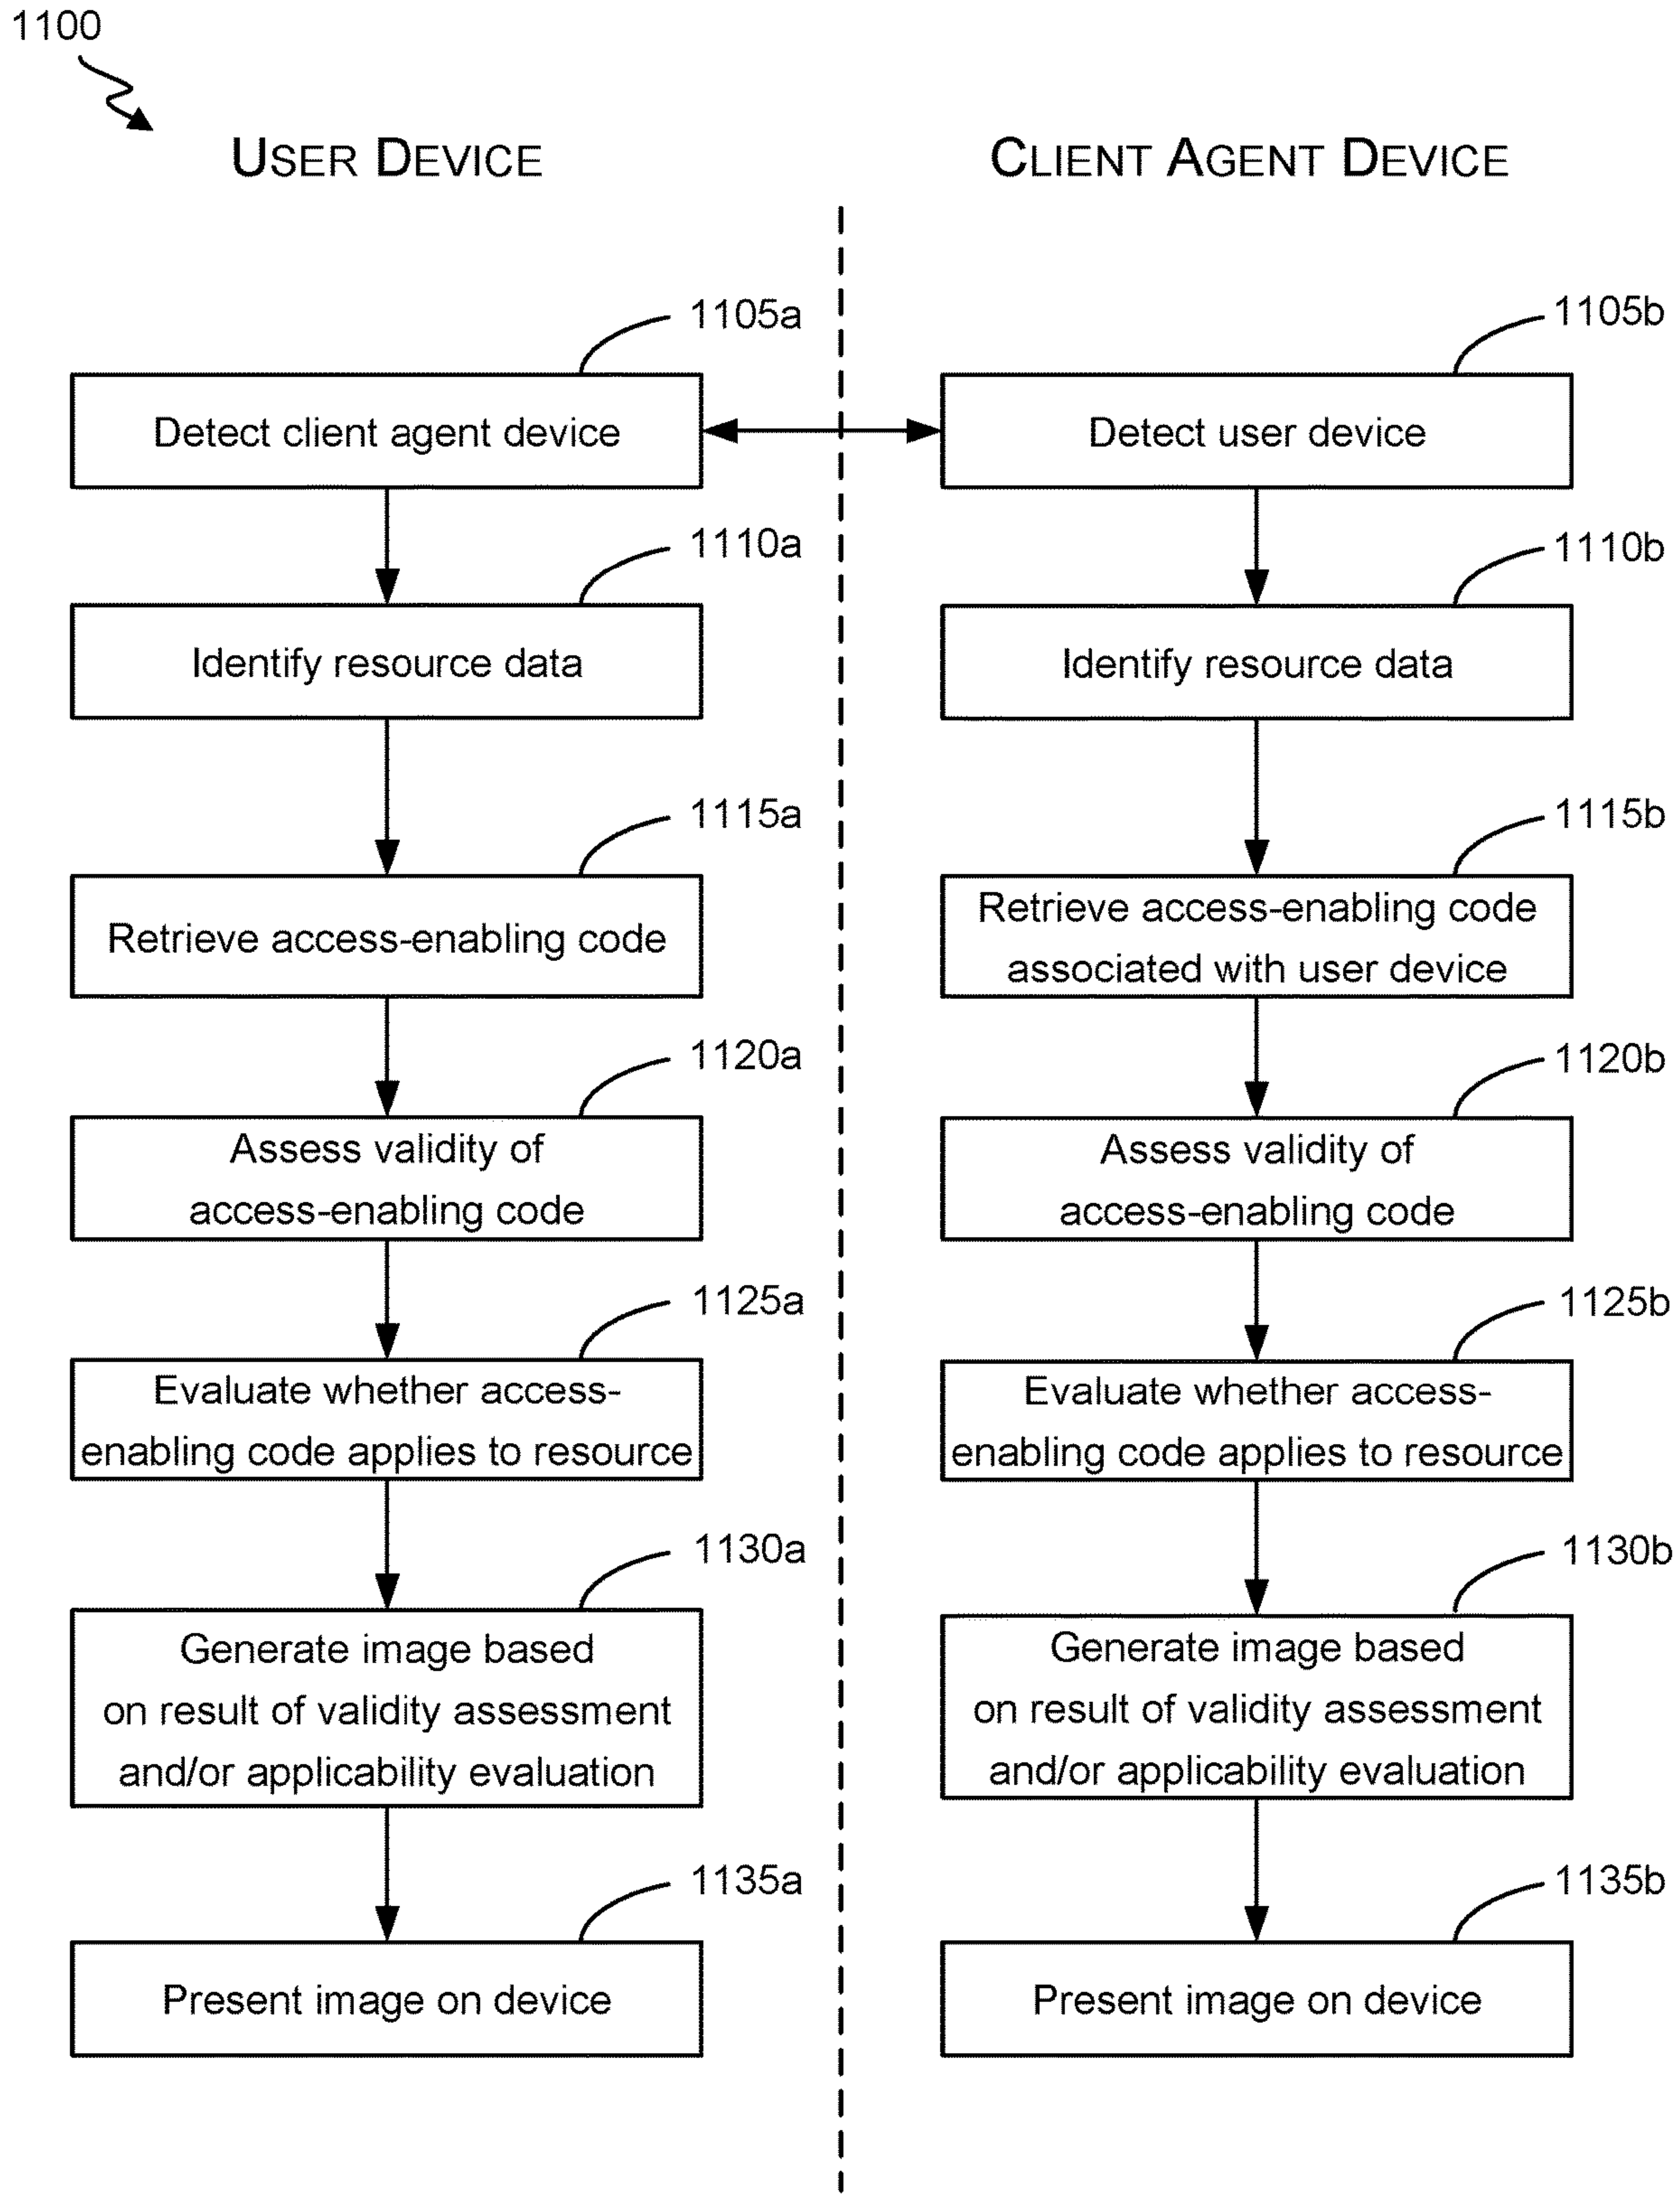 1100
USER DEVICE
CLIENT AGENT DEVICE
1105a
Detect client agent device
1105b
Detect user device
1110a
Identify resource data
1110b
Identify resource data
1115a
Retrieve access-enabling code
1115b
Retrieve access-enabling code
associated with user device
1120a
Assess validity of
access-enabling code
1120b
Assess validity of
access-enabling code
1125a
Evaluate whether access-
enabling code applies to resource
1125b
Evaluate whether access-
enabling code applies to resource
1130a
Generate image based
on result of validity assessment
and/or applicability evaluation
1130b
Generate image based
on result of validity assessment
and/or applicability evaluation
1135a
Present image on device
1135b
Present image on device